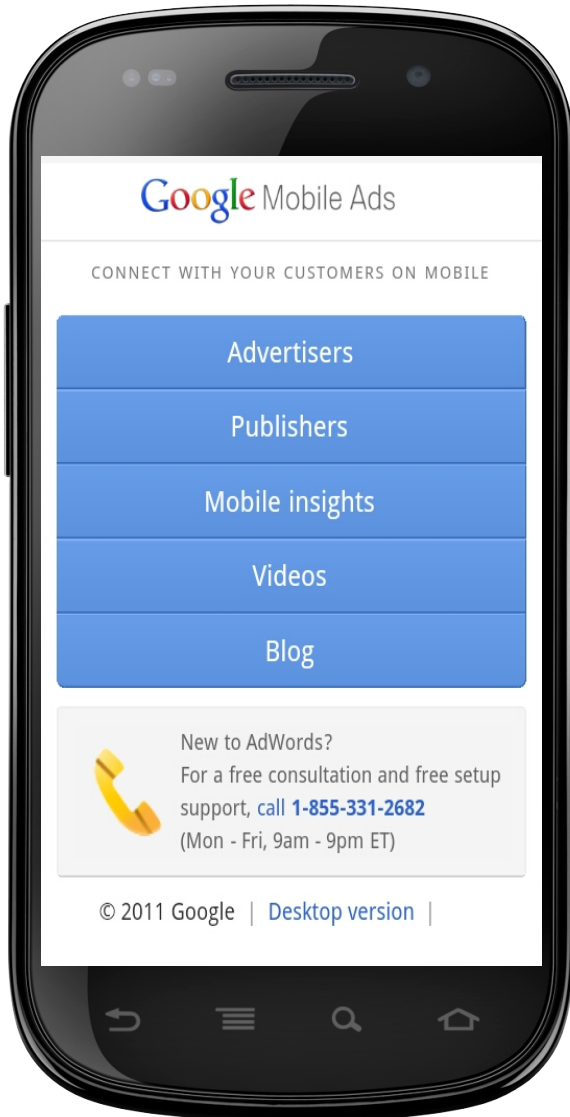 Google Mobile Ads
CONNECT WITH YOUR CUSTOMERS ON MOBILE
Advertisers
Publishers
Mobile insights
Videos
Blog
New to AdWords?
For a free consultation and free setup
support, call 1-855-331-2682
(Mon - Fri, 9am - 9pm ET)
© 2011 Google | Desktop version |